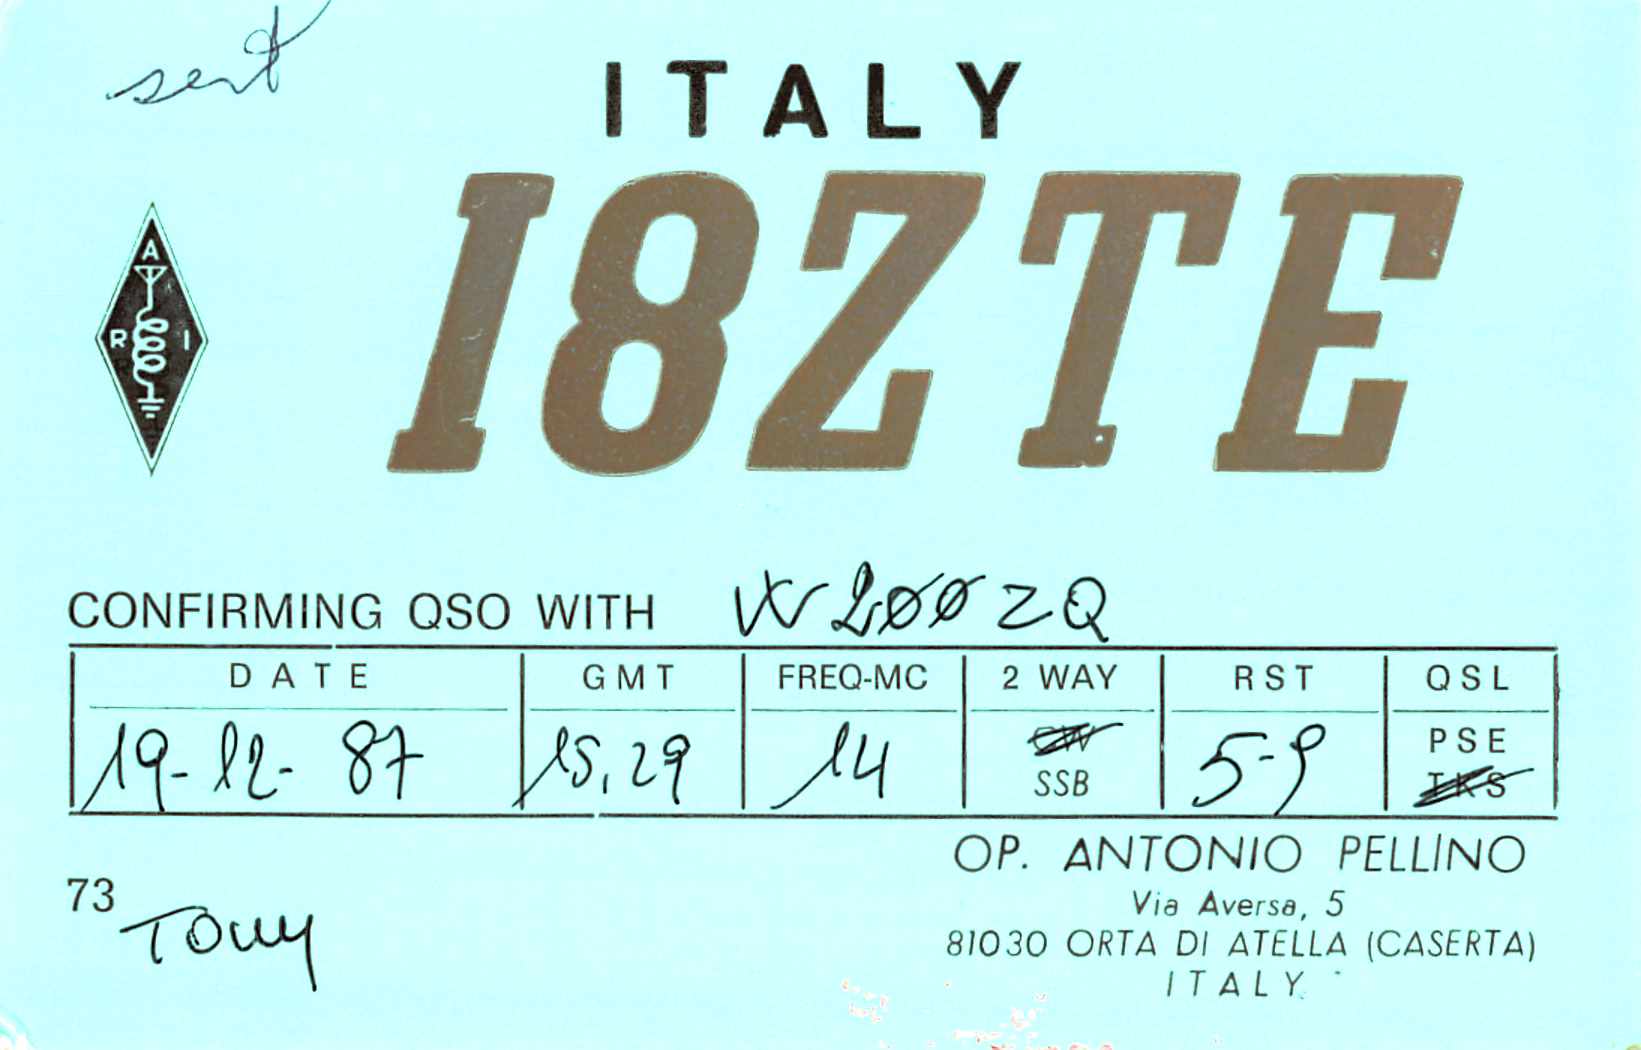 sent
ITALY
I8ZTE
A
R I
CONFIRMING QSO WITH W2ØØZQ
DATE GMT FREQ-MC 2 WAY RST QSL
19-12-87 15.29 14 CW SSB 5-9 PSE TKS
OP. ANTONIO PELLINO
73 Tony
Via Aversa, 5
81030 ORTA DI ATELLA (CASERTA)
ITALY